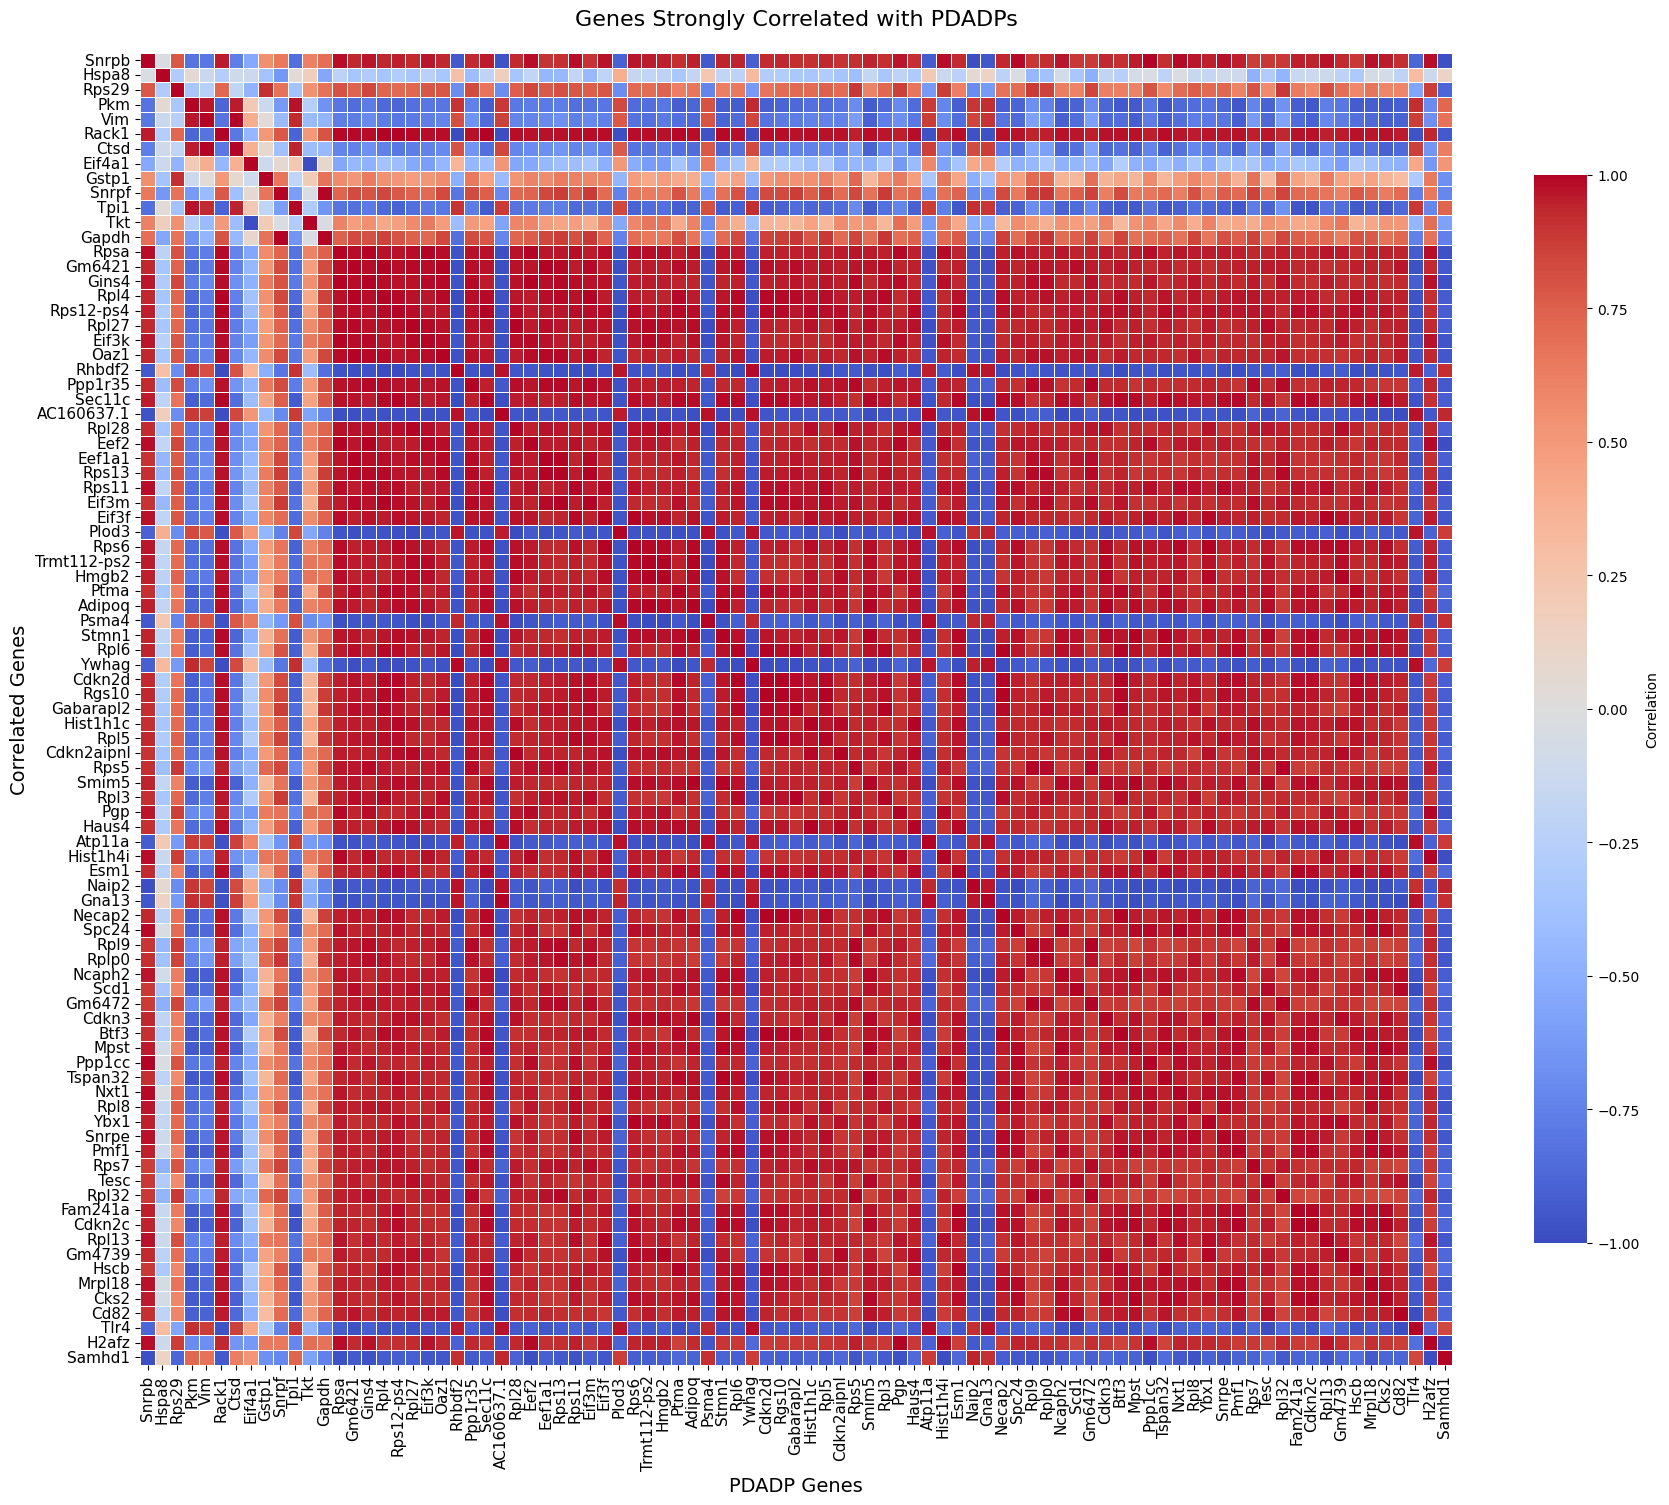 Genes Strongly Correlated with PDADPs
Correlated Genes
Snrpb
Hspa8
Rps29
Pkm
Vim
Rack1
Ctsd
Eif4a1
Gstp1
Snrpf
Tpi1
Tkt
Gapdh
Rpsa
Gm6421
Gins4
Rpl4
Rps12-ps4
Rpl27
Eif3k
Oaz1
Rhbdf2
Ppp1r35
Sec11c
AC160637.1
Rpl28
Eef2
Eef1a1
Rps13
Rps11
Eif3m
Eif3f
Plod3
Rps6
Trmt112-ps2
Hmgb2
Ptma
Adipoq
Psma4
Stmn1
Rpl6
Ywhag
Cdkn2d
Rgs10
Gabarapl2
Hist1h1c
Rpl5
Cdkn2aipnl
Rps5
Smim5
Rpl3
Pgp
Haus4
Atp11a
Hist1h4i
Esm1
Naip2
Gna13
Necap2
Spc24
Rpl9
Rplp0
Ncaph2
Scd1
Gm6472
Cdkn3
Btf3
Mpst
Ppp1cc
Tspan32
Nxt1
Rpl8
Ybx1
Snrpe
Pmf1
Rps7
Tesc
Rpl32
Fam241a
Cdkn2c
Rpl13
Gm4739
Hscb
Mrpl18
Cks2
Cd82
Tlr4
H2afz
Samhd1
Snrpb
Hspa8
Rps29
Pkm
Vim
Rack1
Ctsd
Eif4a1
Gstp1
Snrpf
Tpi1
Tkt
Gapdh
Rpsa
Gm6421
Gins4
Rpl4
Rps12-ps4
Rpl27
Eif3k
Oaz1
Rhbdf2
Ppp1r35
Sec11c
AC160637.1
Rpl28
Eef2
Eef1a1
Rps13
Rps11
Eif3m
Eif3f
Plod3
Rps6
Trmt112-ps2
Hmgb2
Ptma
Adipoq
Psma4
Stmn1
Rpl6
Ywhag
Cdkn2d
Rgs10
Gabarapl2
Hist1h1c
Rpl5
Cdkn2aipnl
Rps5
Smim5
Rpl3
Pgp
Haus4
Atp11a
Hist1h4i
Esm1
Naip2
Gna13
Necap2
Spc24
Rpl9
Rplp0
Ncaph2
Scd1
Gm6472
Cdkn3
Btf3
Mpst
Ppp1cc
Tspan32
Nxt1
Rpl8
Ybx1
Snrpe
Pmf1
Rps7
Tesc
Rpl32
Fam241a
Cdkn2c
Rpl13
Gm4739
Hscb
Mrpl18
Cks2
Cd82
Tlr4
H2afz
Samhd1
PDADP Genes
1.00
0.75
0.50
0.25
0.00
−0.25
−0.50
−0.75
−1.00
Correlation